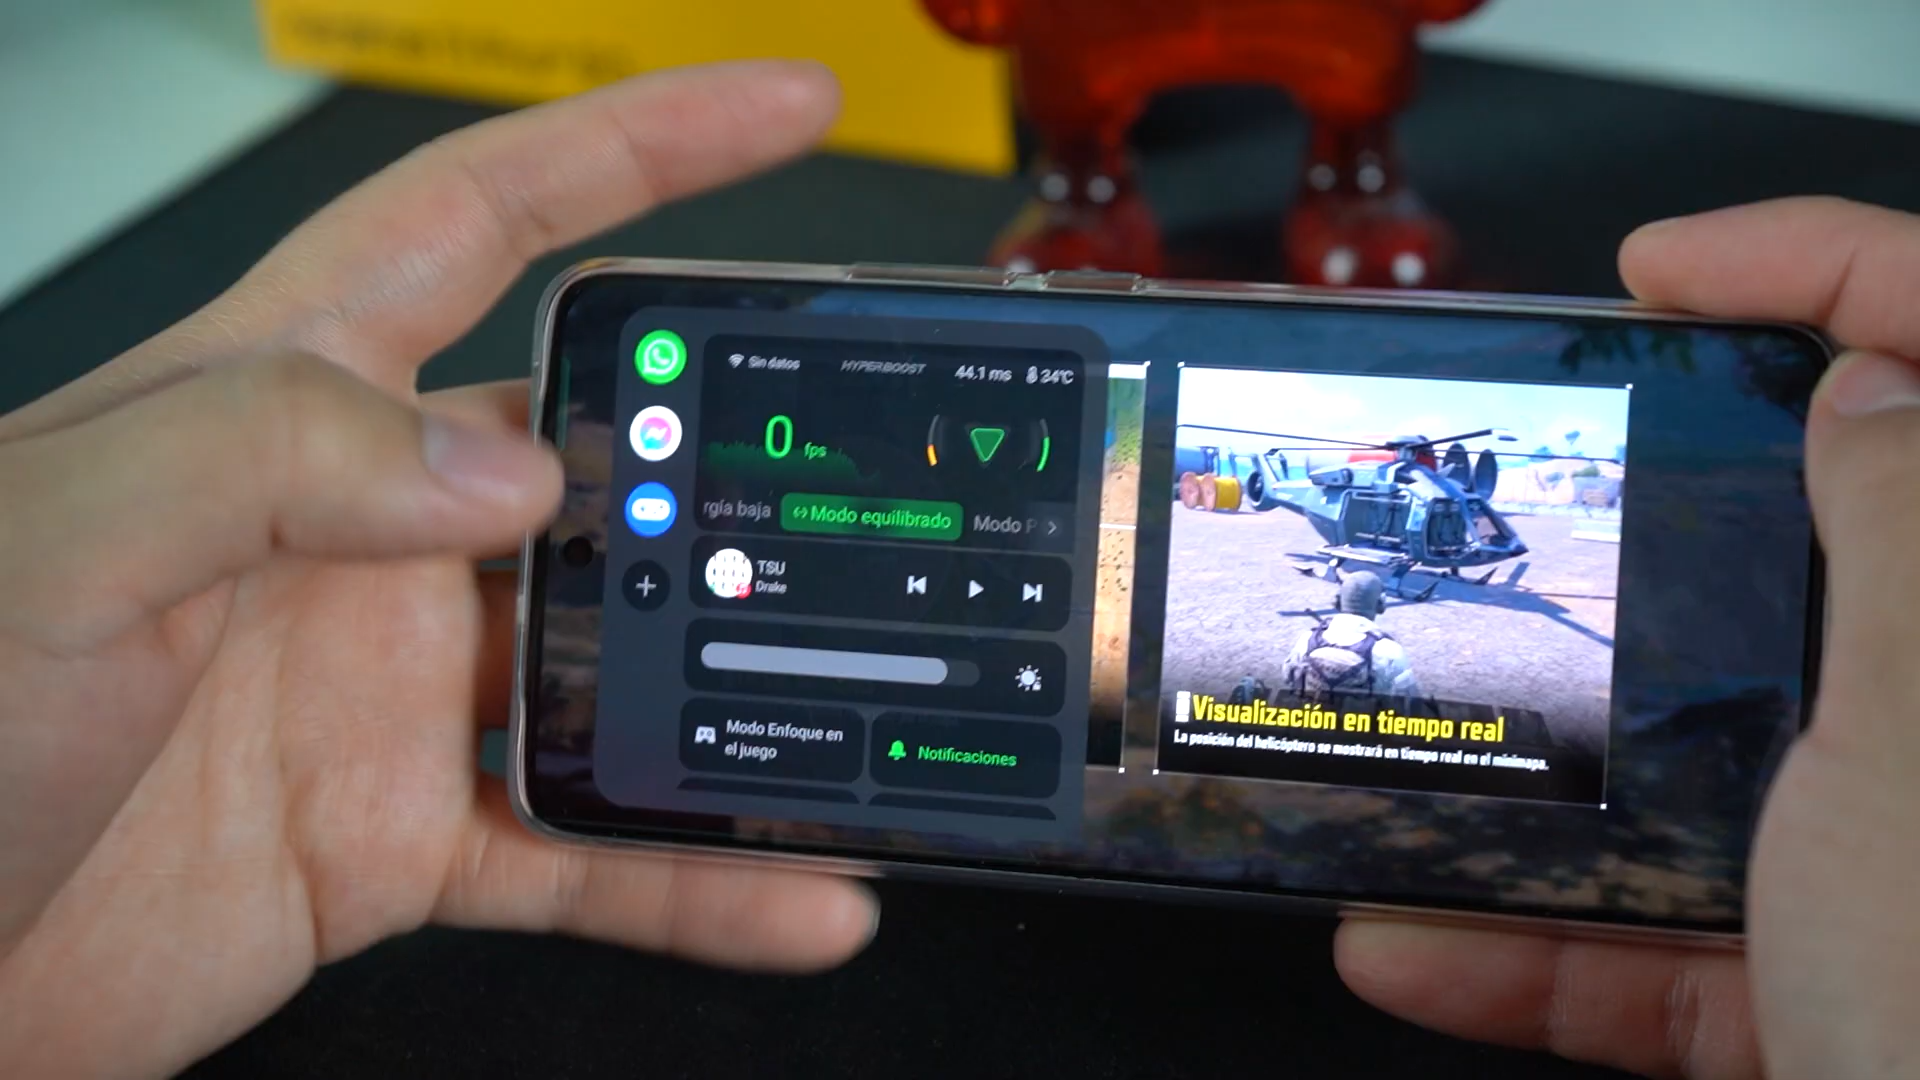 Sin datos
HYPERBOOST
44.1 ms
34°C
0 fps
rgía baja
Modo equilibrado
Modo P
TSU
Drake
Modo Enfoque en
el juego
Notificaciones
Visualización en tiempo real
La posición del helicóptero se mostrará en tiempo real en el minimapa.